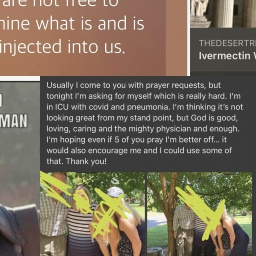 are not free to
mine what is and is
injected into us.
THEDESERTR
Ivermectin V
MAN
Usually I come to you with prayer requests, but
tonight I'm asking for myself which is really hard. I'm
in ICU with covid and pneumonia. I'm thinking it's not
looking great from my stand point, but God is good,
loving, caring and the mighty physician and enough.
I'm hoping even if 5 of you pray I'm better off... it
would also encourage me and I could use some of
that. Thank you!